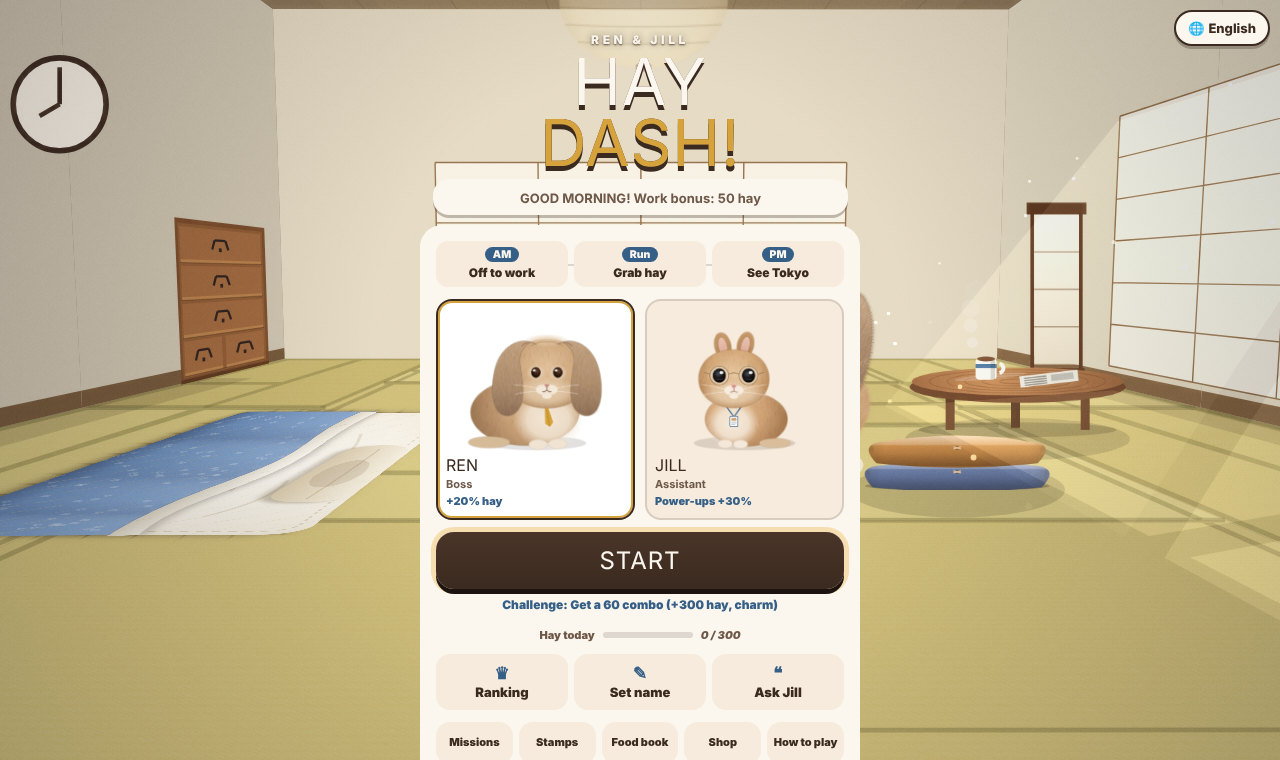 🌐 English
REN & JILL
HAY
DASH!
GOOD MORNING! Work bonus: 50 hay
AM
Off to work
Run
Grab hay
PM
See Tokyo
REN
Boss
+20% hay
JILL
Assistant
Power-ups +30%
START
Challenge: Get a 60 combo (+300 hay, charm)
Hay today 0 / 300
Ranking
Set name
Ask Jill
Missions
Stamps
Food book
Shop
How to play